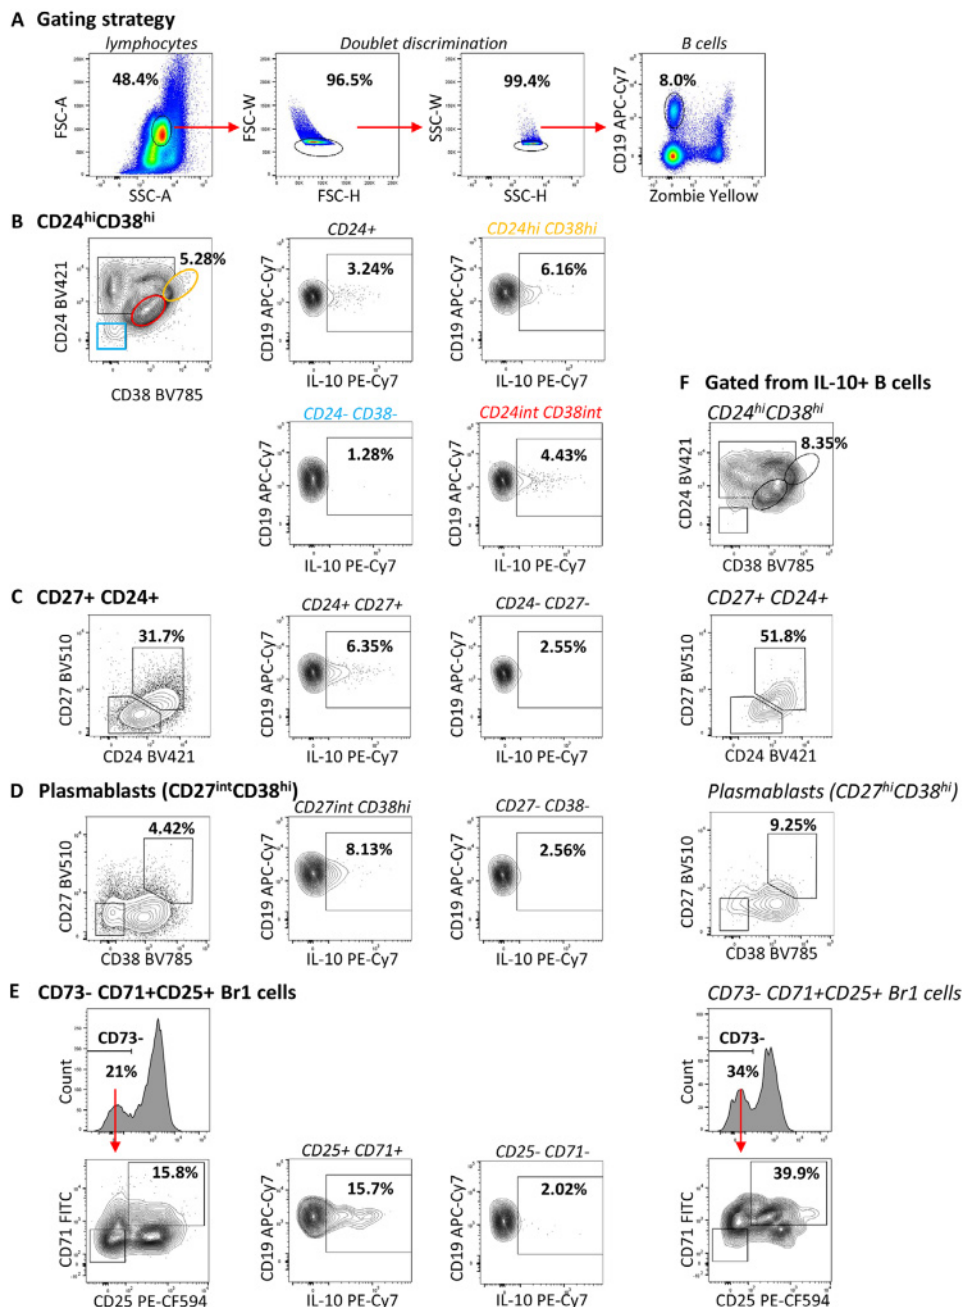 A Gating strategy
lymphocytes
Doublet discrimination
B cells
48.4%
96.5%
99.4%
8.0%
FSC-A
FSC-W
SSC-W
CD19 APC-Cy7
SSC-A
FSC-H
SSC-H
Zombie Yellow
B CD24hiCD38hi
CD24+
CD24hi CD38hi
5.28%
3.24%
6.16%
CD24 BV421
CD19 APC-Cy7
CD19 APC-Cy7
CD38 BV785
IL-10 PE-Cy7
IL-10 PE-Cy7
CD24- CD38-
CD24int CD38int
1.28%
4.43%
CD19 APC-Cy7
CD19 APC-Cy7
IL-10 PE-Cy7
IL-10 PE-Cy7
F Gated from IL-10+ B cells
CD24hiCD38hi
8.35%
CD24 BV421
CD38 BV785
C CD27+ CD24+
CD24+ CD27+
CD24- CD27-
CD27+ CD24+
31.7%
6.35%
2.55%
51.8%
CD27 BV510
CD19 APC-Cy7
CD19 APC-Cy7
CD27 BV510
CD24 BV421
IL-10 PE-Cy7
IL-10 PE-Cy7
CD24 BV421
D Plasmablasts (CD27intCD38hi)
CD27int CD38hi
CD27- CD38-
Plasmablasts (CD27hiCD38hi)
4.42%
8.13%
2.56%
9.25%
CD27 BV510
CD19 APC-Cy7
CD19 APC-Cy7
CD27 BV510
CD38 BV785
IL-10 PE-Cy7
IL-10 PE-Cy7
CD38 BV785
E CD73- CD71+CD25+ Br1 cells
CD73- CD71+CD25+ Br1 cells
CD73-
21%
Count
CD73-
34%
Count
CD25+ CD71+
CD25- CD71-
15.8%
15.7%
2.02%
39.9%
CD71 FITC
CD19 APC-Cy7
CD19 APC-Cy7
CD71 FITC
CD25 PE-CF594
IL-10 PE-Cy7
IL-10 PE-Cy7
CD25 PE-CF594